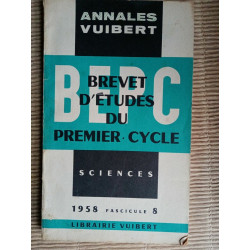 ANNALES
VUIBERT
BEPC
BREVET
D'ÉTUDES
DU
PREMIER-CYCLE
SCIENCES
1958 FASCICULE 8
LIBRAIRIE VUIBERT